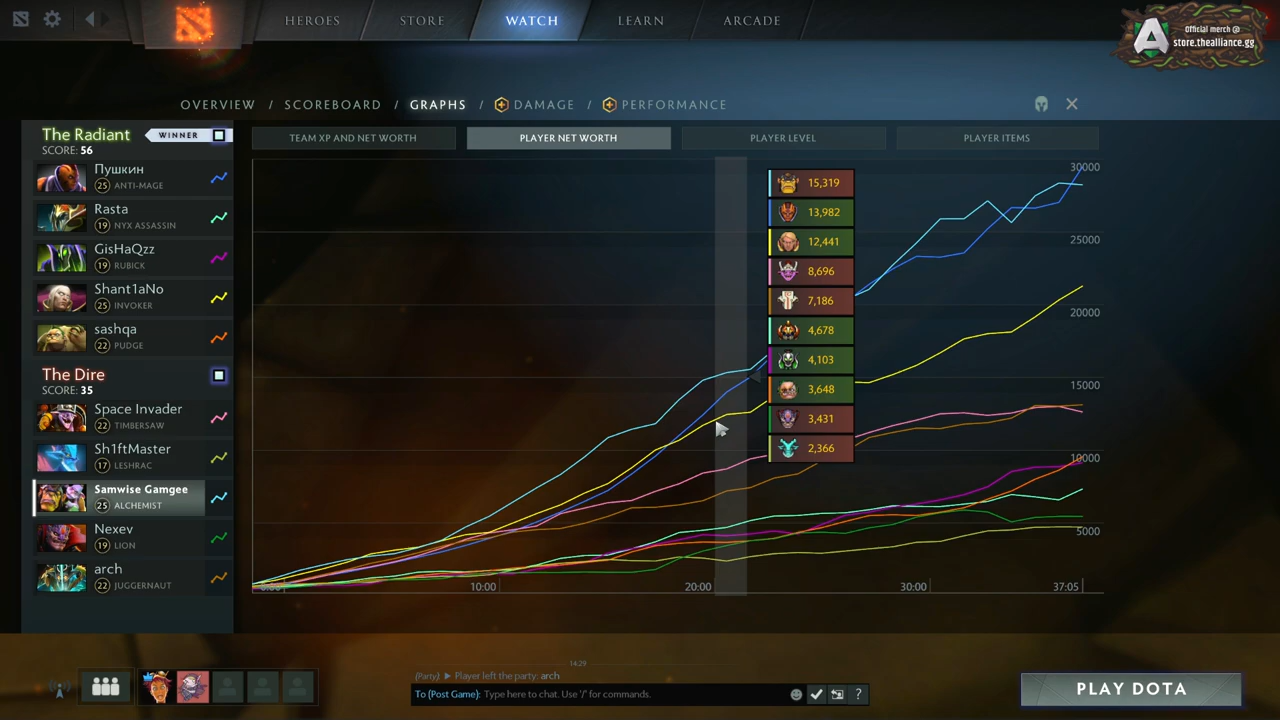 HEROES
STORE
WATCH
LEARN
ARCADE
Official merch @
store.thealliance.gg
OVERVIEW / SCOREBOARD / GRAPHS / DAMAGE / PERFORMANCE
The Radiant
WINNER
SCORE: 56
TEAM XP AND NET WORTH
PLAYER NET WORTH
PLAYER LEVEL
PLAYER ITEMS
Пушкин
25 ANTI-MAGE
Rasta
19 NYX ASSASSIN
GisHaQzz
19 RUBICK
Shant1aNo
25 INVOKER
sashqa
22 PUDGE
The Dire
SCORE: 35
Space Invader
22 TIMBERSAW
Sh1ftMaster
17 LESHRAC
Samwise Gamgee
25 ALCHEMIST
Nexev
19 LION
arch
22 JUGGERNAUT
15,319
13,982
12,441
8,696
7,186
4,678
4,103
3,648
3,431
2,366
30000
25000
20000
15000
10000
5000
10:00
20:00
30:00
37:05
14:29
(Party) ► Player left the party: arch
To (Post Game): Type here to chat. Use '/' for commands.
?
PLAY DOTA